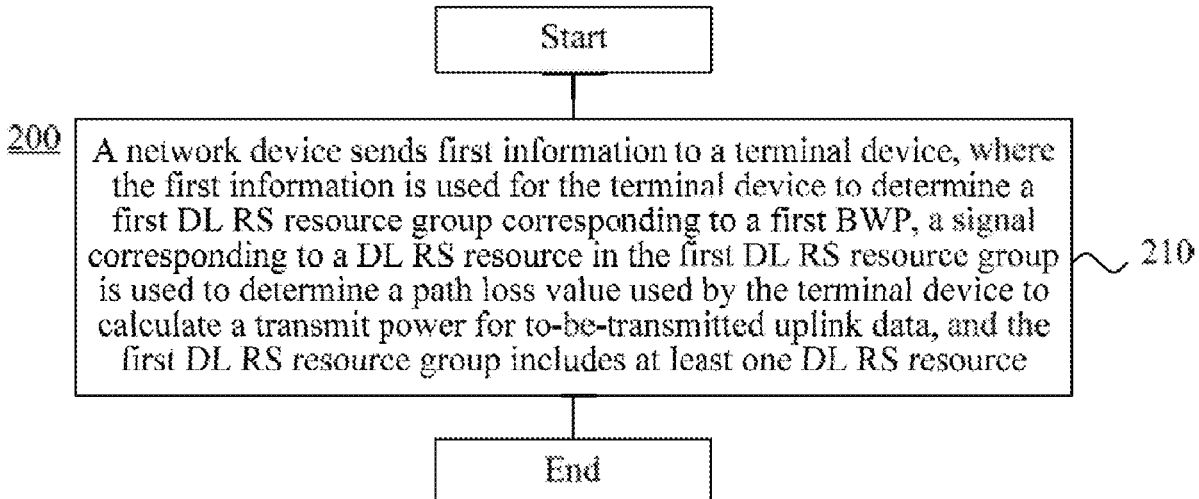 Start
200
A network device sends first information to a terminal device, where
the first information is used for the terminal device to determine a
first DL RS resource group corresponding to a first BWP, a signal
corresponding to a DL RS resource in the first DL RS resource group
is used to determine a path loss value used by the terminal device to
calculate a transmit power for to-be-transmitted uplink data, and the
first DL RS resource group includes at least one DL RS resource
210
End